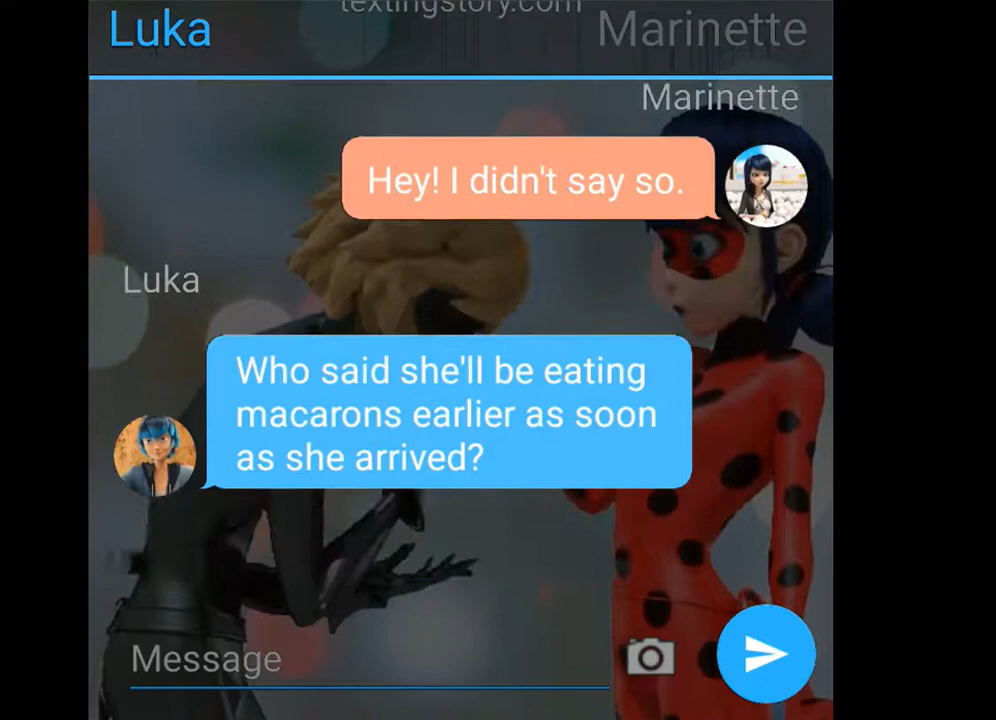 textingstory.com
Luka Marinette
Marinette
Hey! I didn't say so.
Luka
Who said she'll be eating
macarons earlier as soon
as she arrived?
Message